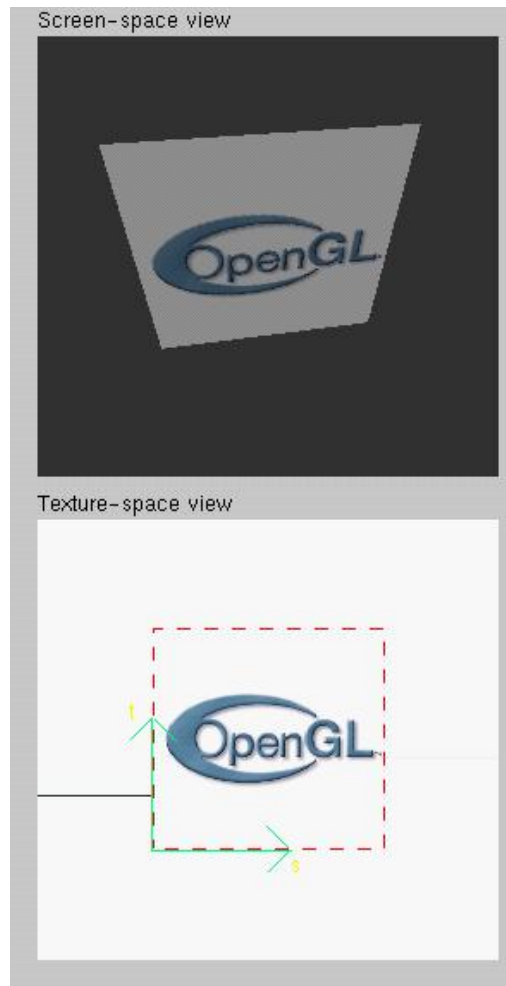 Screen-space view
OpenGL
Texture-space view
t
OpenGL
s